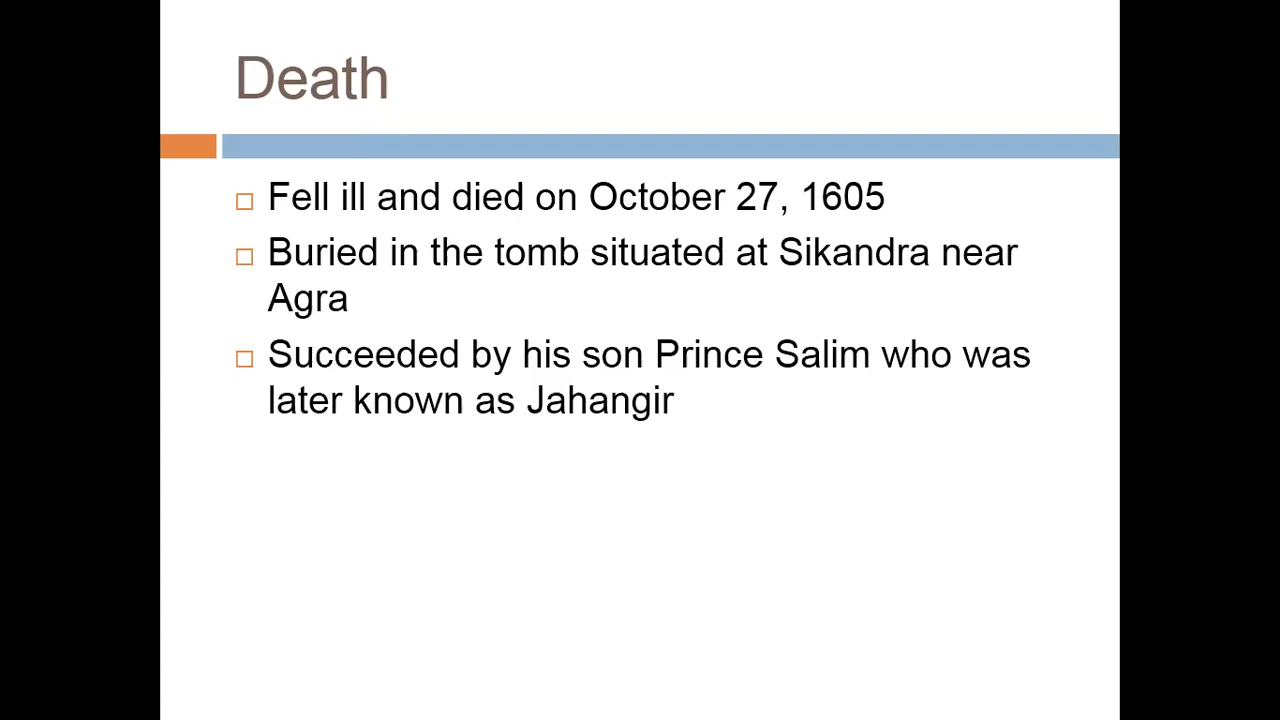 Death
Fell ill and died on October 27, 1605
Buried in the tomb situated at Sikandra near
Agra
Succeeded by his son Prince Salim who was
later known as Jahangir